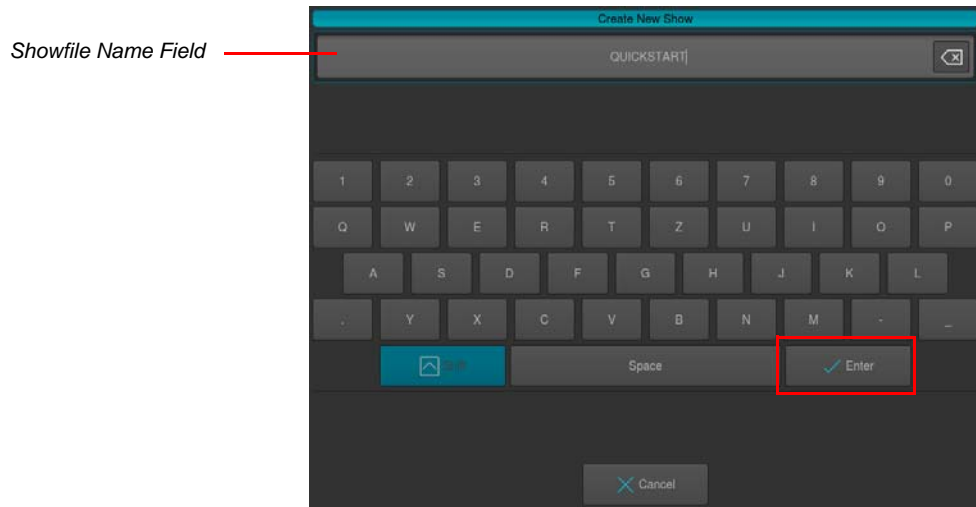 Create New Show
Showfile Name Field
QUICKSTART
1 2 3 4 5 6 7 8 9 0
Q W E R T Z U I O P
A S D F G H J K L
. Y X C V B N M - _
Space Enter
Cancel